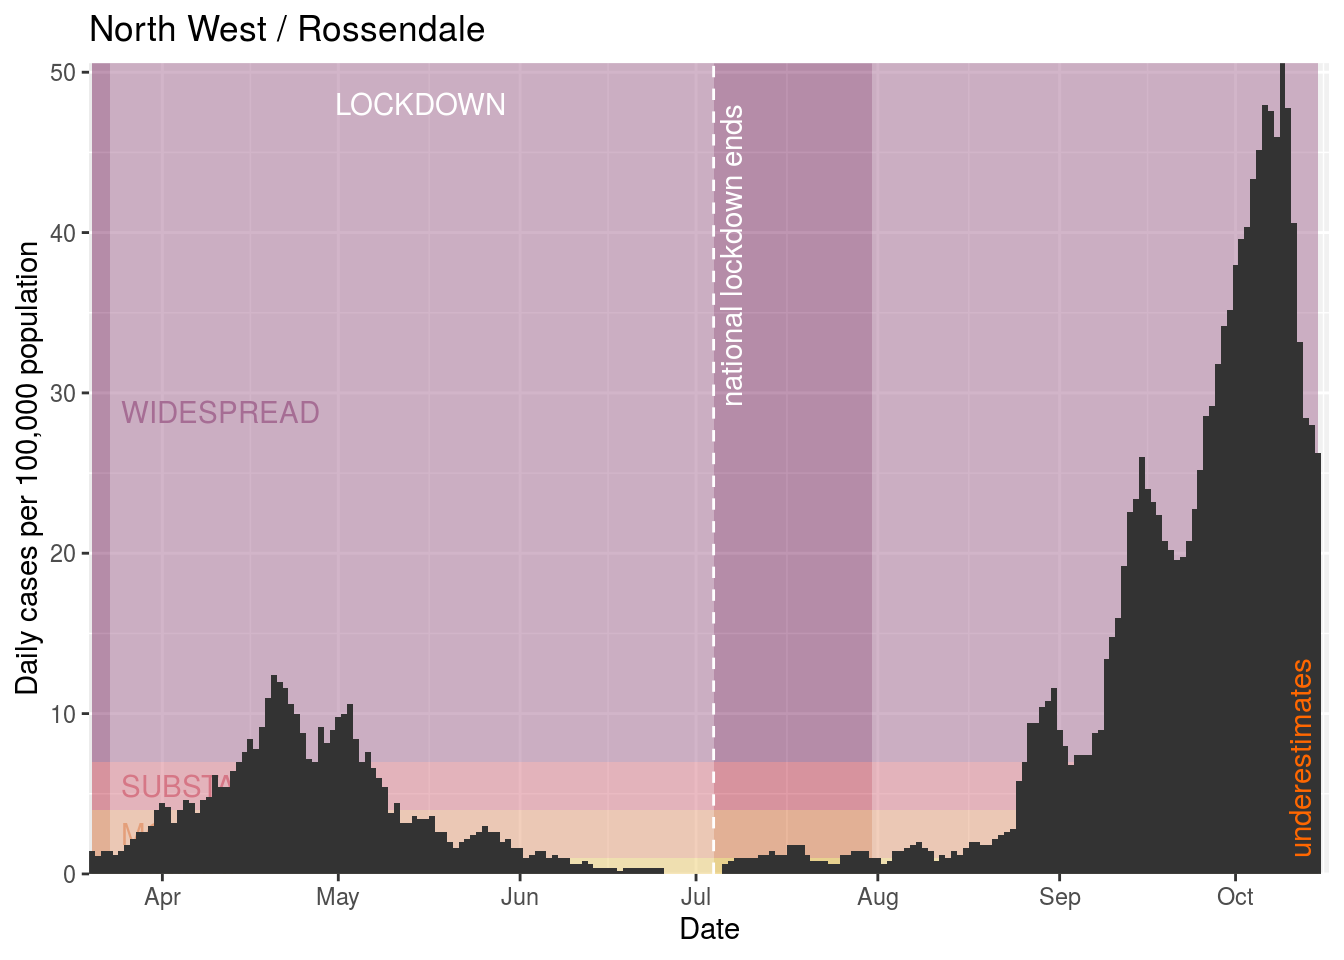 North West / Rossendale
50
40
30
20
10
0
Daily cases per 100,000 population
LOCKDOWN
national lockdown ends
WIDESPREAD
underestimates
Apr
May
Jun
Jul
Aug
Sep
Oct
Date